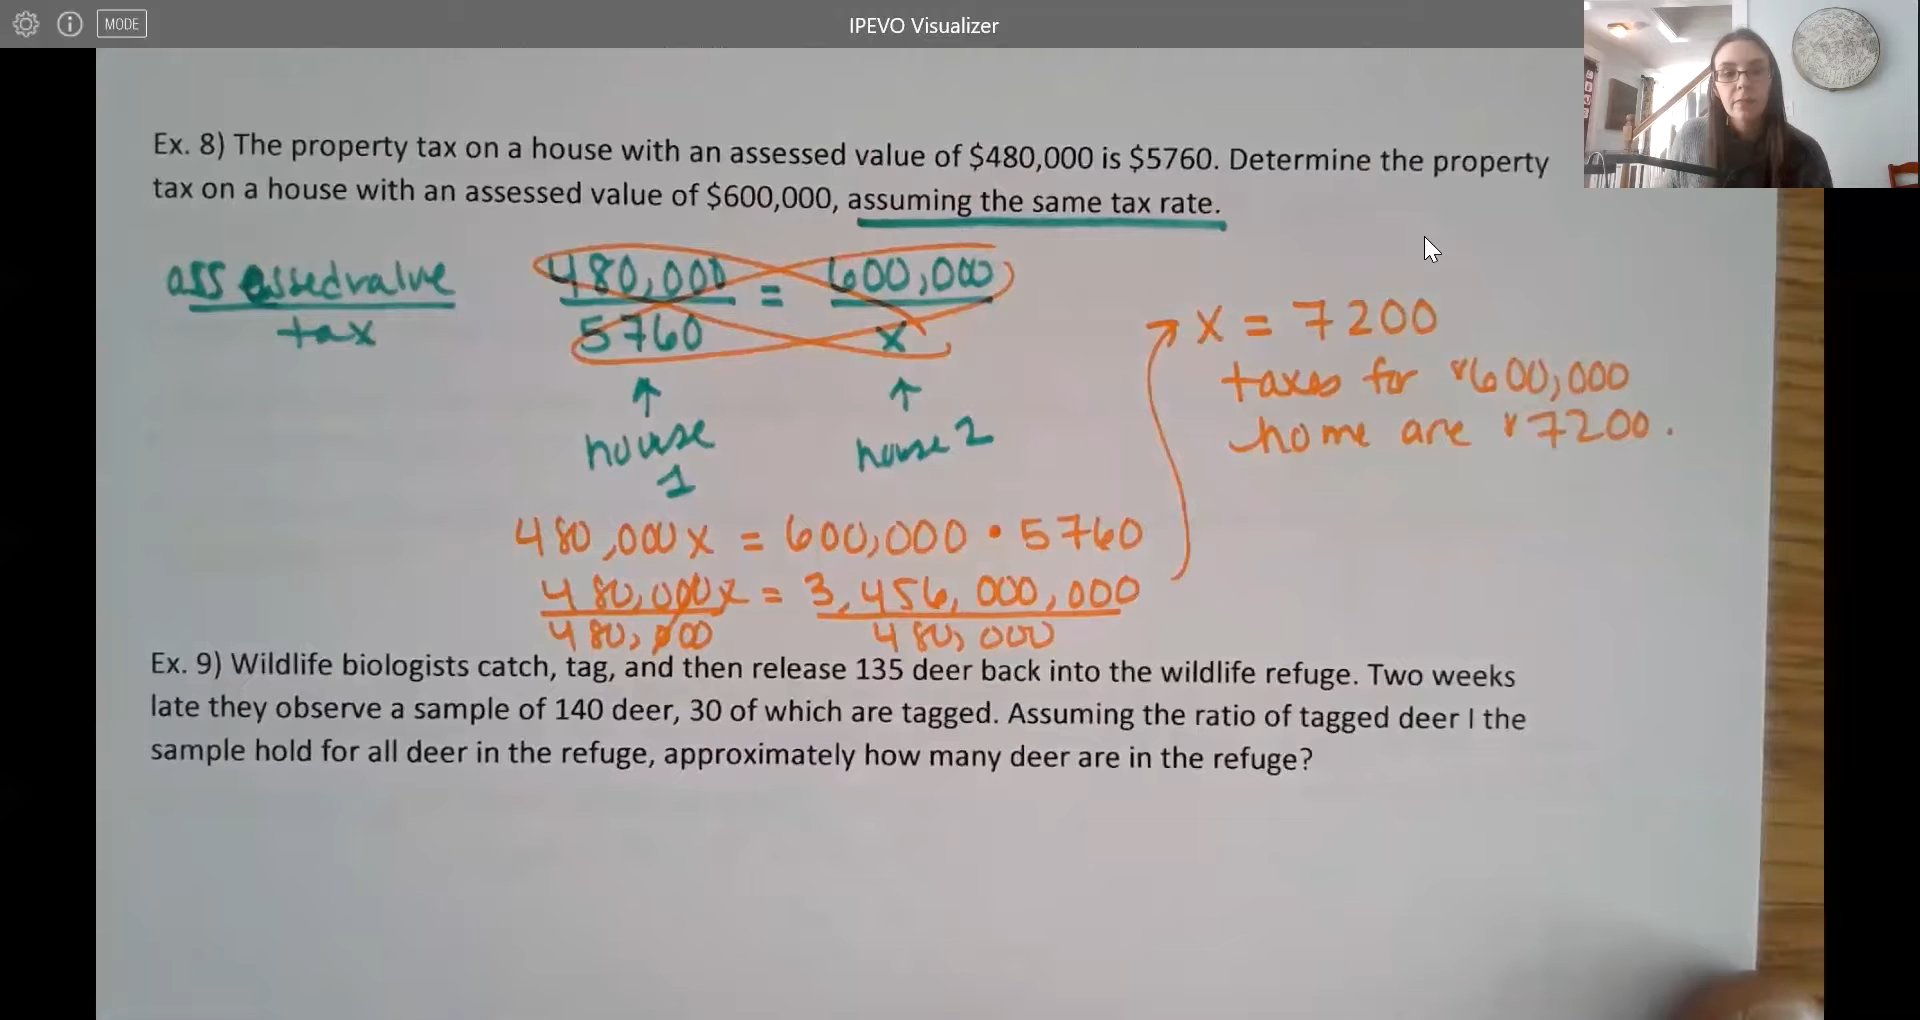 MODE
IPEVO Visualizer
Ex. 8) The property tax on a house with an assessed value of $480,000 is $5760. Determine the property
tax on a house with an assessed value of $600,000, assuming the same tax rate.
assessed value
tax
480,000 = 600,000
5760 x
house
1
house 2
480,000x = 600,000 • 5760
480,000x = 3,456,000,000
480,000 480,000
x = 7200
taxes for $600,000
home are $7200.
Ex. 9) Wildlife biologists catch, tag, and then release 135 deer back into the wildlife refuge. Two weeks
late they observe a sample of 140 deer, 30 of which are tagged. Assuming the ratio of tagged deer I the
sample hold for all deer in the refuge, approximately how many deer are in the refuge?